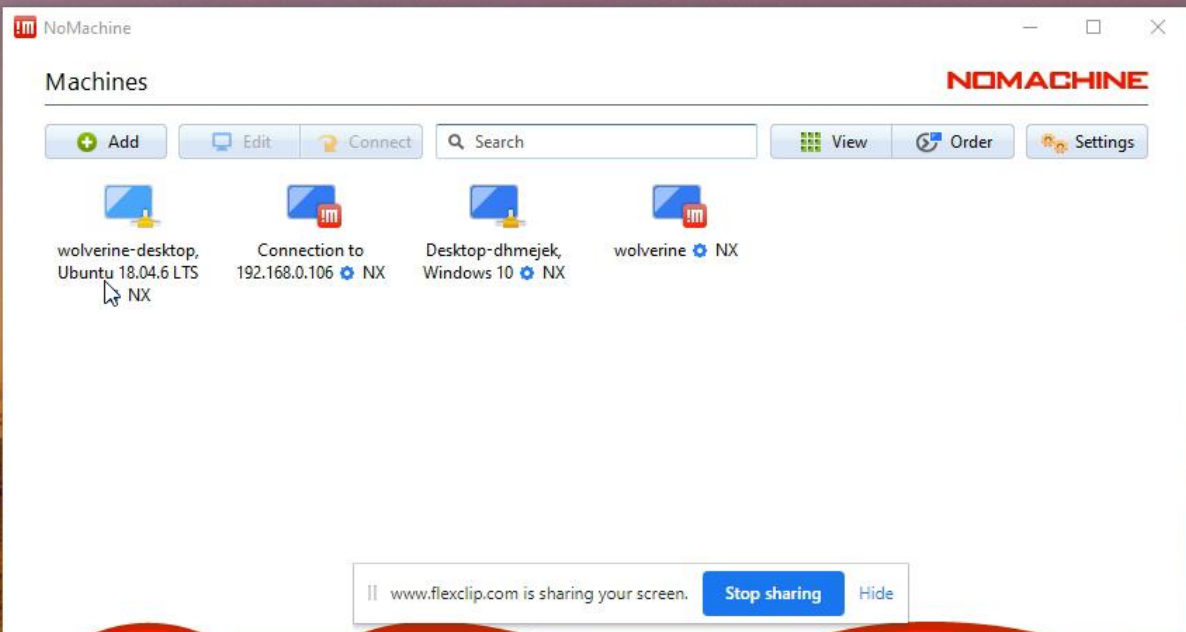 !m NoMachine
Machines
NOMACHINE
Add
Edit
Connect
Search
View
Order
Settings
wolverine-desktop,
Ubuntu 18.04.6 LTS
NX
Connection to
192.168.0.106 NX
Desktop-dhmejek,
Windows 10 NX
wolverine NX
www.flexclip.com is sharing your screen.
Stop sharing
Hide